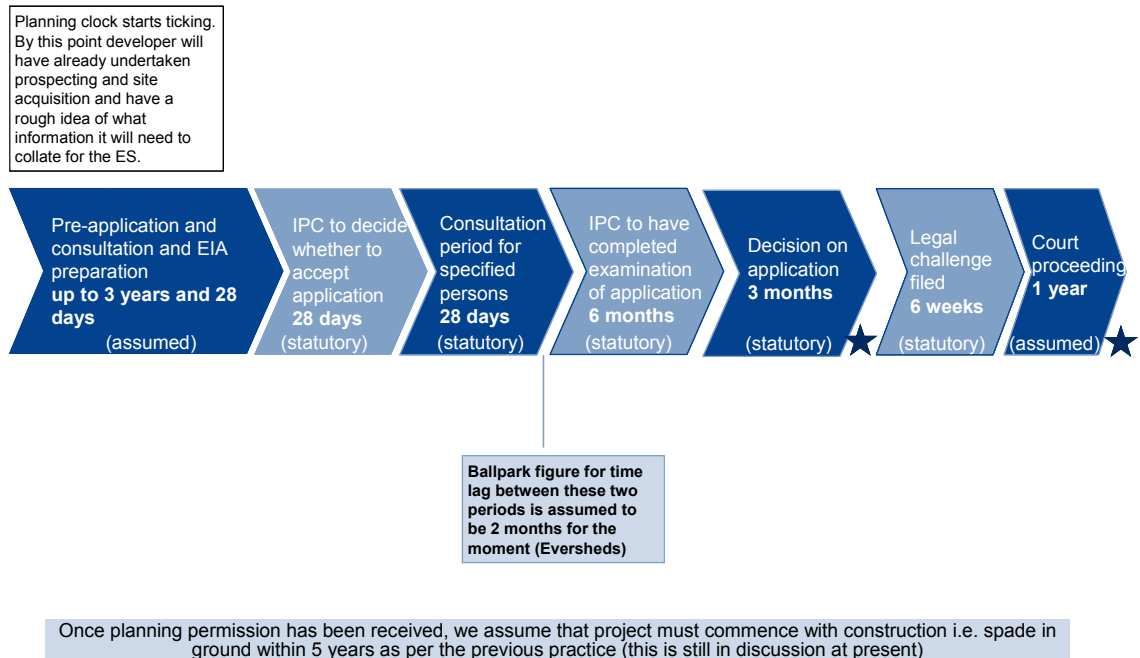 Planning clock starts ticking.
By this point developer will
have already undertaken
prospecting and site
acquisition and have a
rough idea of what
information it will need to
collate for the ES.
Pre-application and
consultation and EIA
preparation
up to 3 years and 28
days
(assumed)
IPC to decide
whether to
accept
application
28 days
(statutory)
Consultation
period for
specified
persons
28 days
(statutory)
IPC to have
completed
examination
of application
6 months
(statutory)
Decision on
application
3 months
(statutory)
Legal
challenge
filed
6 weeks
(statutory)
Court
proceeding
1 year
(assumed)
Ballpark figure for time
lag between these two
periods is assumed to
be 2 months for the
moment (Eversheds)
Once planning permission has been received, we assume that project must commence with construction i.e. spade in
ground within 5 years as per the previous practice (this is still in discussion at present)